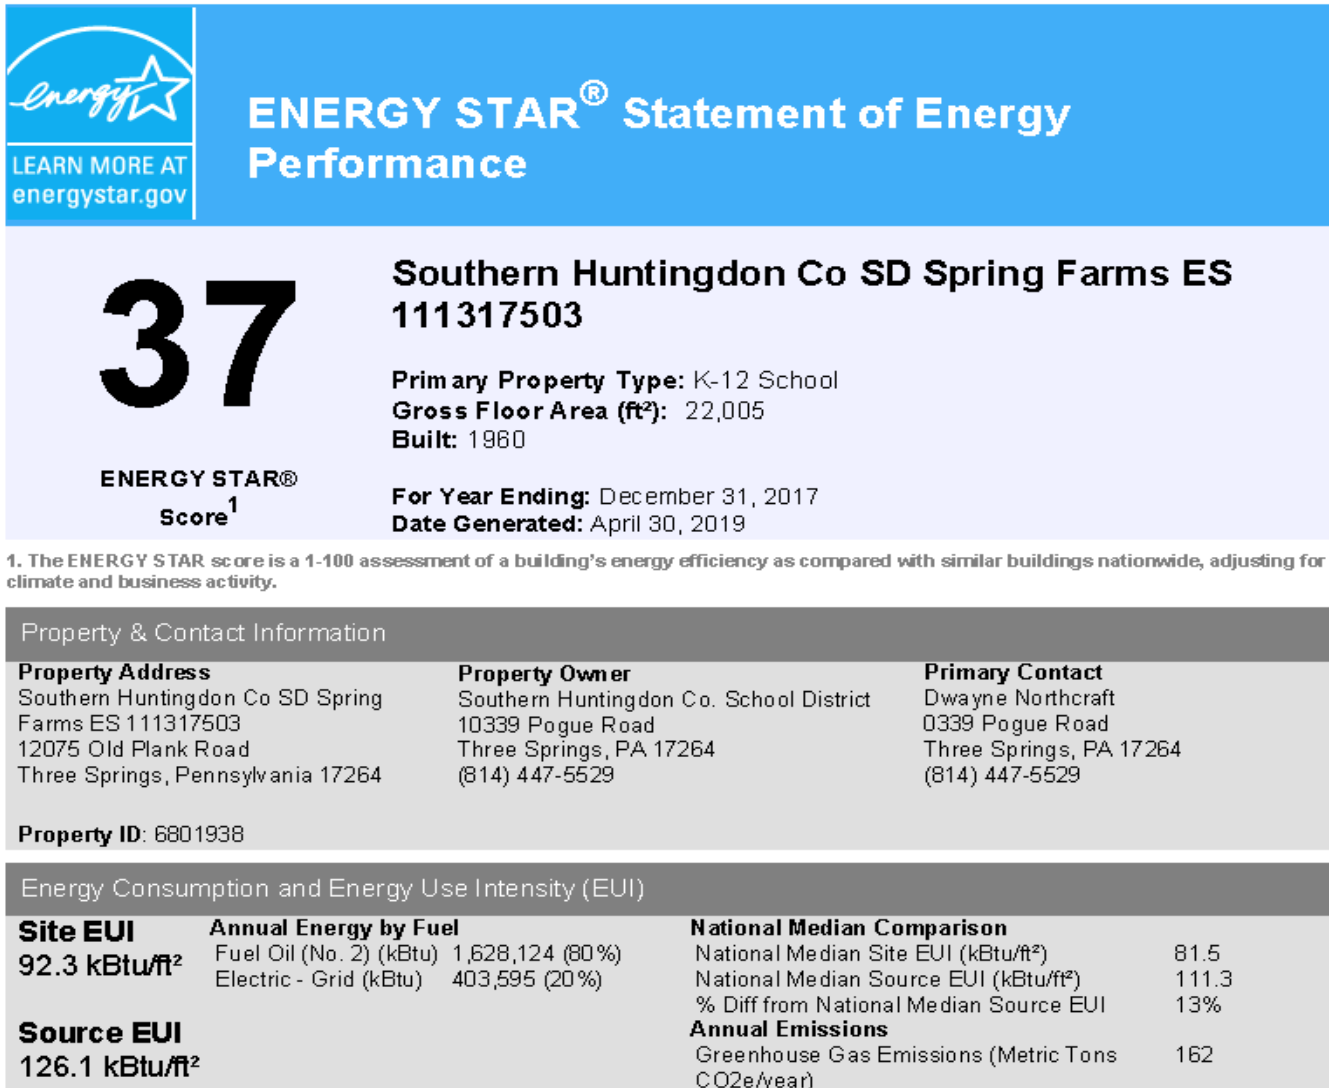 energy
LEARN MORE AT
energystar.gov
ENERGY STAR® Statement of Energy
Performance
37
ENERGY STAR®
Score1
Southern Huntingdon Co SD Spring Farms ES
111317503
Primary Property Type: K-12 School
Gross Floor Area (ft²): 22,005
Built: 1960
For Year Ending: December 31, 2017
Date Generated: April 30, 2019
1. The ENERGY STAR score is a 1-100 assessment of a building's energy efficiency as compared with similar buildings nationwide, adjusting for
climate and business activity.
Property & Contact Information
Property Address
Southern Huntingdon Co SD Spring
Farms ES 111317503
12075 Old Plank Road
Three Springs, Pennsylvania 17264
Property Owner
Southern Huntingdon Co. School District
10339 Pogue Road
Three Springs, PA 17264
(814) 447-5529
Primary Contact
Dwayne Northcraft
0339 Pogue Road
Three Springs, PA 17264
(814) 447-5529
Property ID: 6801938
Energy Consumption and Energy Use Intensity (EUI)
Site EUI
92.3 kBtu/ft²
Source EUI
126.1 kBtu/ft²
Annual Energy by Fuel
Fuel Oil (No. 2) (kBtu) 1,628,124 (80%)
Electric - Grid (kBtu) 403,595 (20%)
National Median Comparison
National Median Site EUI (kBtu/ft²) 81.5
National Median Source EUI (kBtu/ft²) 111.3
% Diff from National Median Source EUI 13%
Annual Emissions
Greenhouse Gas Emissions (Metric Tons 162
CO2e/year)